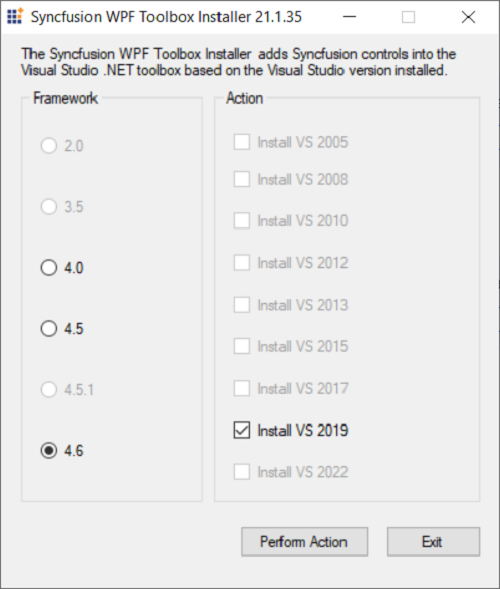 Syncfusion WPF Toolbox Installer 21.1.35
The Syncfusion WPF Toolbox Installer adds Syncfusion controls into the
Visual Studio .NET toolbox based on the Visual Studio version installed.
Framework
2.0
3.5
4.0
4.5
4.5.1
4.6
Action
Install VS 2005
Install VS 2008
Install VS 2010
Install VS 2012
Install VS 2013
Install VS 2015
Install VS 2017
Install VS 2019
Install VS 2022
Perform Action
Exit